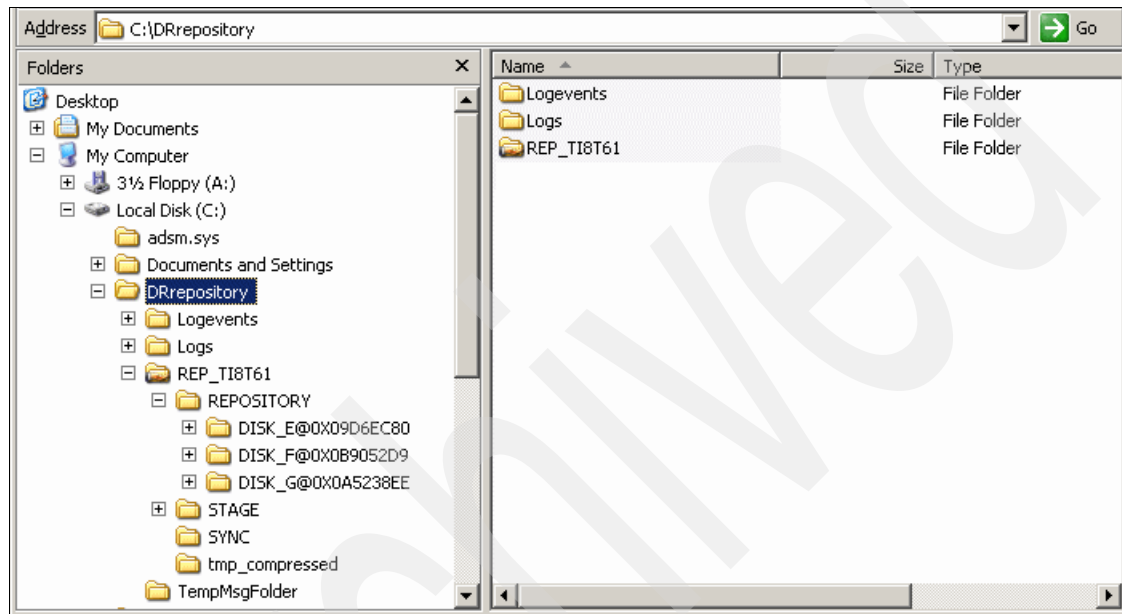 Address C:\DRrepository Go
Folders
Desktop
My Documents
My Computer
3½ Floppy (A:)
Local Disk (C:)
adsm.sys
Documents and Settings
DRrepository
Logevents
Logs
REP_TI8T61
REPOSITORY
DISK_E@0X09D6EC80
DISK_F@0X0B9052D9
DISK_G@0X0A5238EE
STAGE
SYNC
tmp_compressed
TempMsgFolder
Name Size Type
Logevents File Folder
Logs File Folder
REP_TI8T61 File Folder